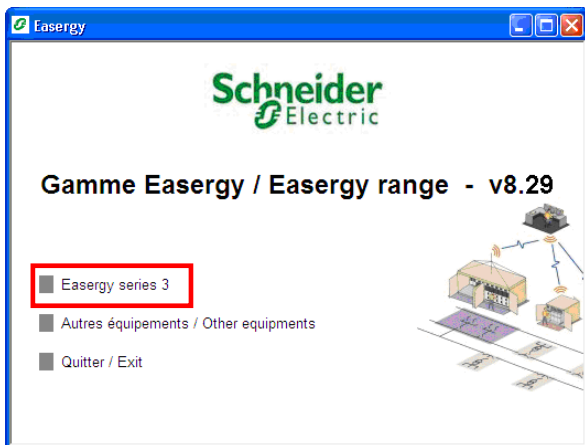 Easergy
Schneider
Electric
Gamme Easergy / Easergy range - v8.29
Easergy series 3
Autres équipements / Other equipments
Quitter / Exit